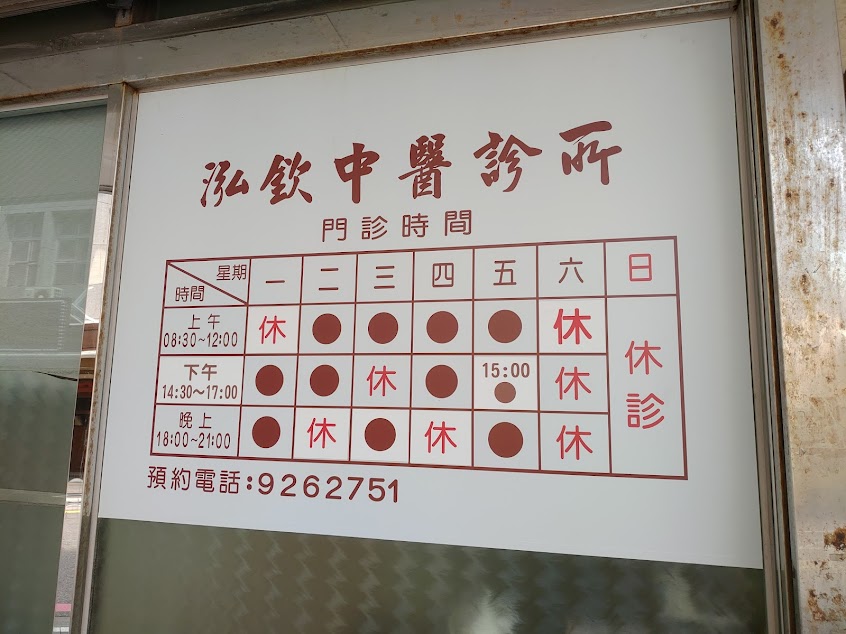 泓欽中醫診所
門診時間
星期 時間 一 二 三 四 五 六 日
上午 08:30~12:00 休 ● ● ● ● 休 休診
下午 14:30~17:00 ● ● 休 ● 15:00 ● 休
晚上 18:00~21:00 ● 休 ● 休 ● 休
預約電話:9262751